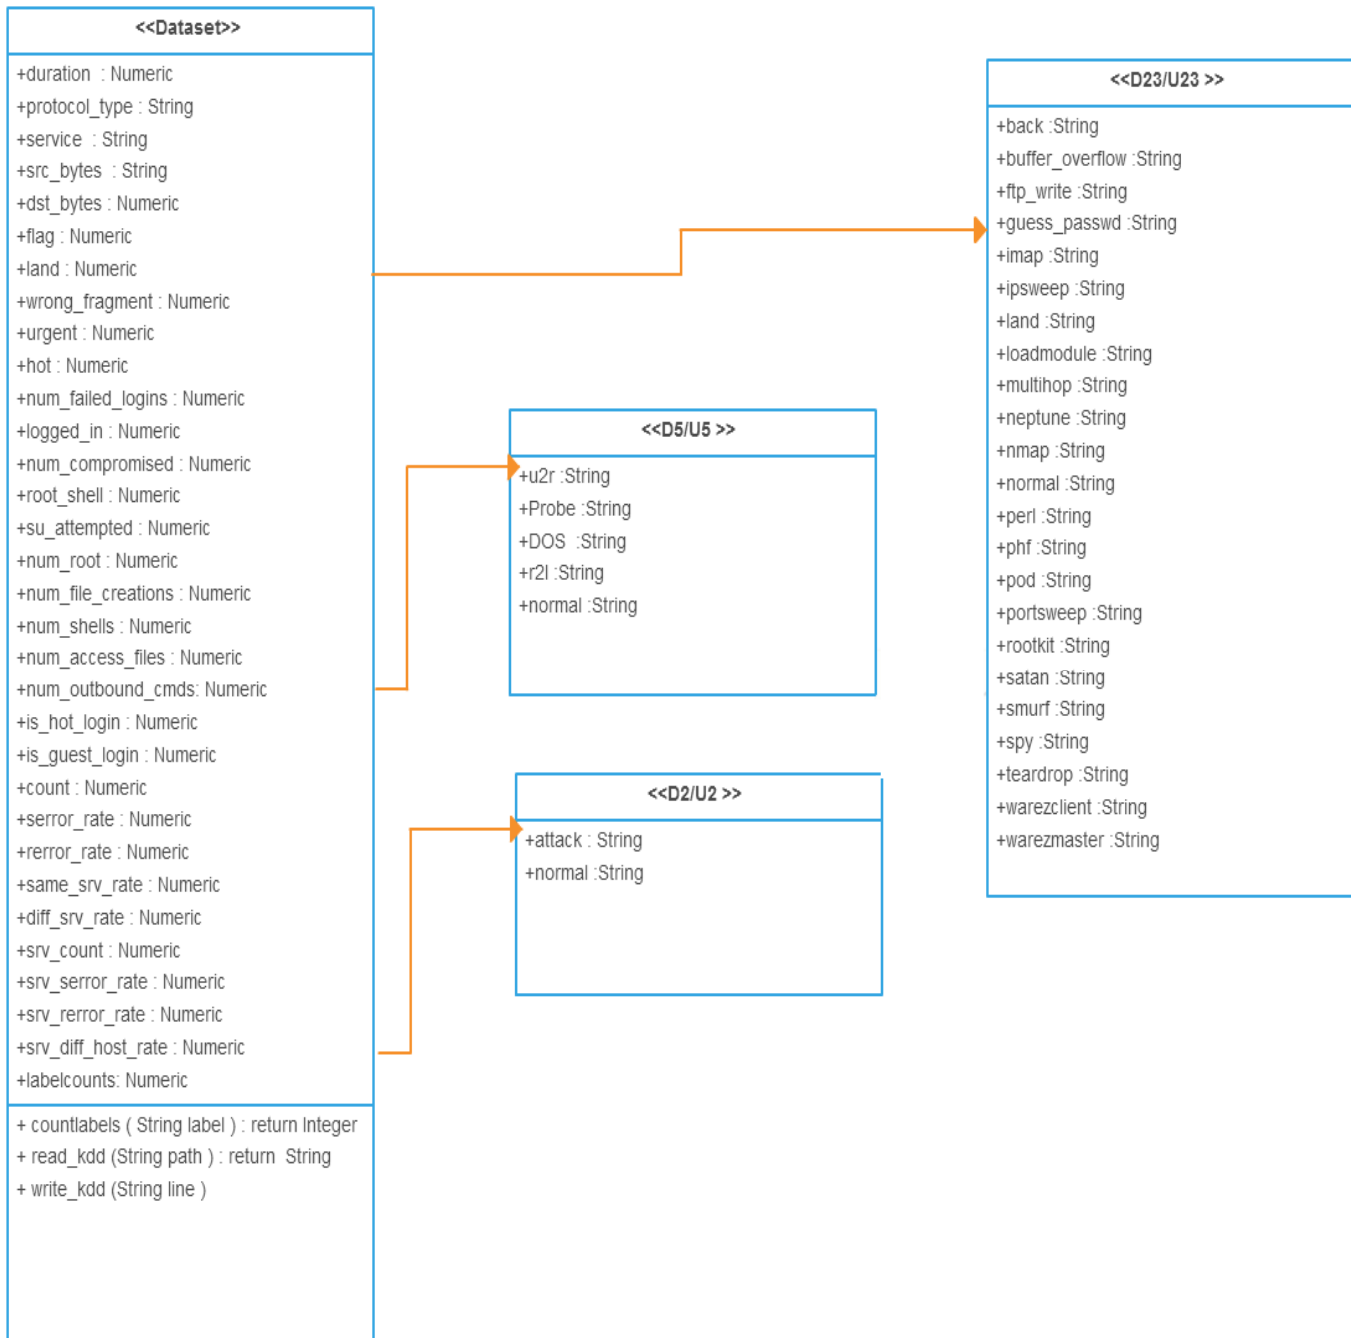 <<Dataset>>
+duration : Numeric
+protocol_type : String
+service : String
+src_bytes : String
+dst_bytes : Numeric
+flag : Numeric
+land : Numeric
+wrong_fragment : Numeric
+urgent : Numeric
+hot : Numeric
+num_failed_logins : Numeric
+logged_in : Numeric
+num_compromised : Numeric
+root_shell : Numeric
+su_attempted : Numeric
+num_root : Numeric
+num_file_creations : Numeric
+num_shells : Numeric
+num_access_files : Numeric
+num_outbound_cmds: Numeric
+is_hot_login : Numeric
+is_guest_login : Numeric
+count : Numeric
+serror_rate : Numeric
+rerror_rate : Numeric
+same_srv_rate : Numeric
+diff_srv_rate : Numeric
+srv_count : Numeric
+srv_serror_rate : Numeric
+srv_rerror_rate : Numeric
+srv_diff_host_rate : Numeric
+labelcounts: Numeric
+ countlabels ( String label ) : return Integer
+ read_kdd (String path ) : return String
+ write_kdd (String line )
<<D5/U5 >>
+u2r :String
+Probe :String
+DOS :String
+r2l :String
+normal :String
<<D2/U2 >>
+attack : String
+normal :String
<<D23/U23 >>
+back :String
+buffer_overflow :String
+ftp_write :String
+guess_passwd :String
+imap :String
+ipsweep :String
+land :String
+loadmodule :String
+multihop :String
+neptune :String
+nmap :String
+normal :String
+perl :String
+phf :String
+pod :String
+portsweep :String
+rootkit :String
+satan :String
+smurf :String
+spy :String
+teardrop :String
+warezclient :String
+warezmaster :String